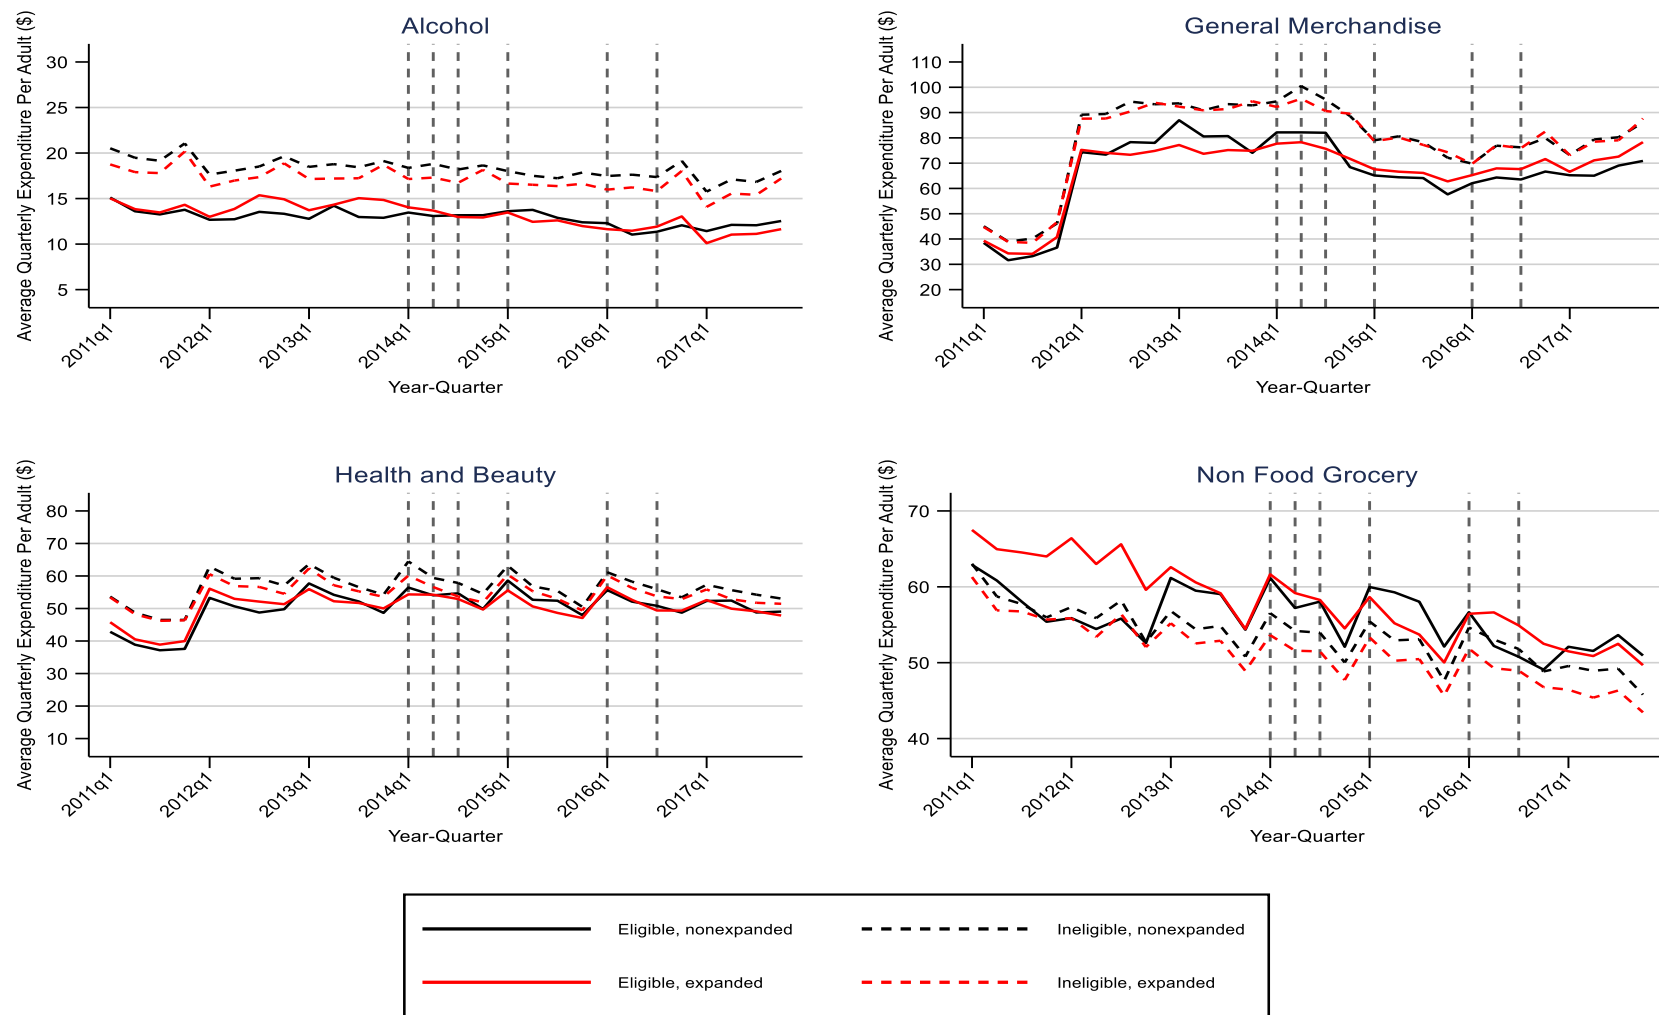 Alcohol
Average Quarterly Expenditure Per Adult ($)
30
25
20
15
10
5
2011q1
2012q1
2013q1
2014q1
2015q1
2016q1
2017q1
Year-Quarter
General Merchandise
Average Quarterly Expenditure Per Adult ($)
110
100
90
80
70
60
50
40
30
20
2011q1
2012q1
2013q1
2014q1
2015q1
2016q1
2017q1
Year-Quarter
Health and Beauty
Average Quarterly Expenditure Per Adult ($)
80
70
60
50
40
30
20
10
2011q1
2012q1
2013q1
2014q1
2015q1
2016q1
2017q1
Year-Quarter
Non Food Grocery
Average Quarterly Expenditure Per Adult ($)
70
60
50
40
2011q1
2012q1
2013q1
2014q1
2015q1
2016q1
2017q1
Year-Quarter
Eligible, nonexpanded
Ineligible, nonexpanded
Eligible, expanded
Ineligible, expanded